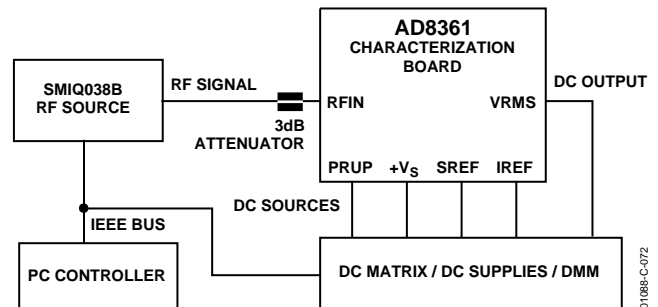 AD8361
CHARACTERIZATION
BOARD
SMIQ038B
RF SOURCE
RF SIGNAL
3dB
ATTENUATOR
RFIN
VRMS
DC OUTPUT
PRUP
+VS
SREF
IREF
DC SOURCES
IEEE BUS
PC CONTROLLER
DC MATRIX / DC SUPPLIES / DMM
01088-C-072